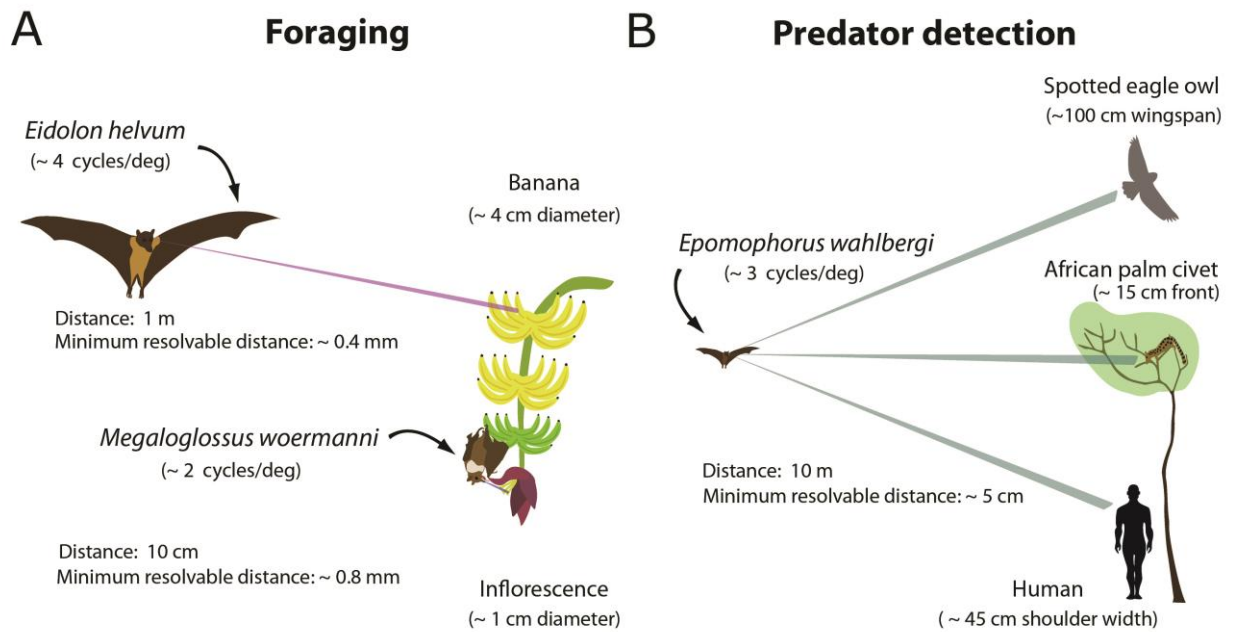 A
Foraging
Eidolon helvum
(~ 4 cycles/deg)
Banana
(~ 4 cm diameter)
Distance: 1 m
Minimum resolvable distance: ~ 0.4 mm
Megaloglossus woermanni
(~ 2 cycles/deg)
Distance: 10 cm
Minimum resolvable distance: ~ 0.8 mm
Inflorescence
(~ 1 cm diameter)
B
Predator detection
Spotted eagle owl
(~100 cm wingspan)
Epomophorus wahlbergi
(~ 3 cycles/deg)
African palm civet
(~ 15 cm front)
Distance: 10 m
Minimum resolvable distance: ~ 5 cm
Human
( ~ 45 cm shoulder width)